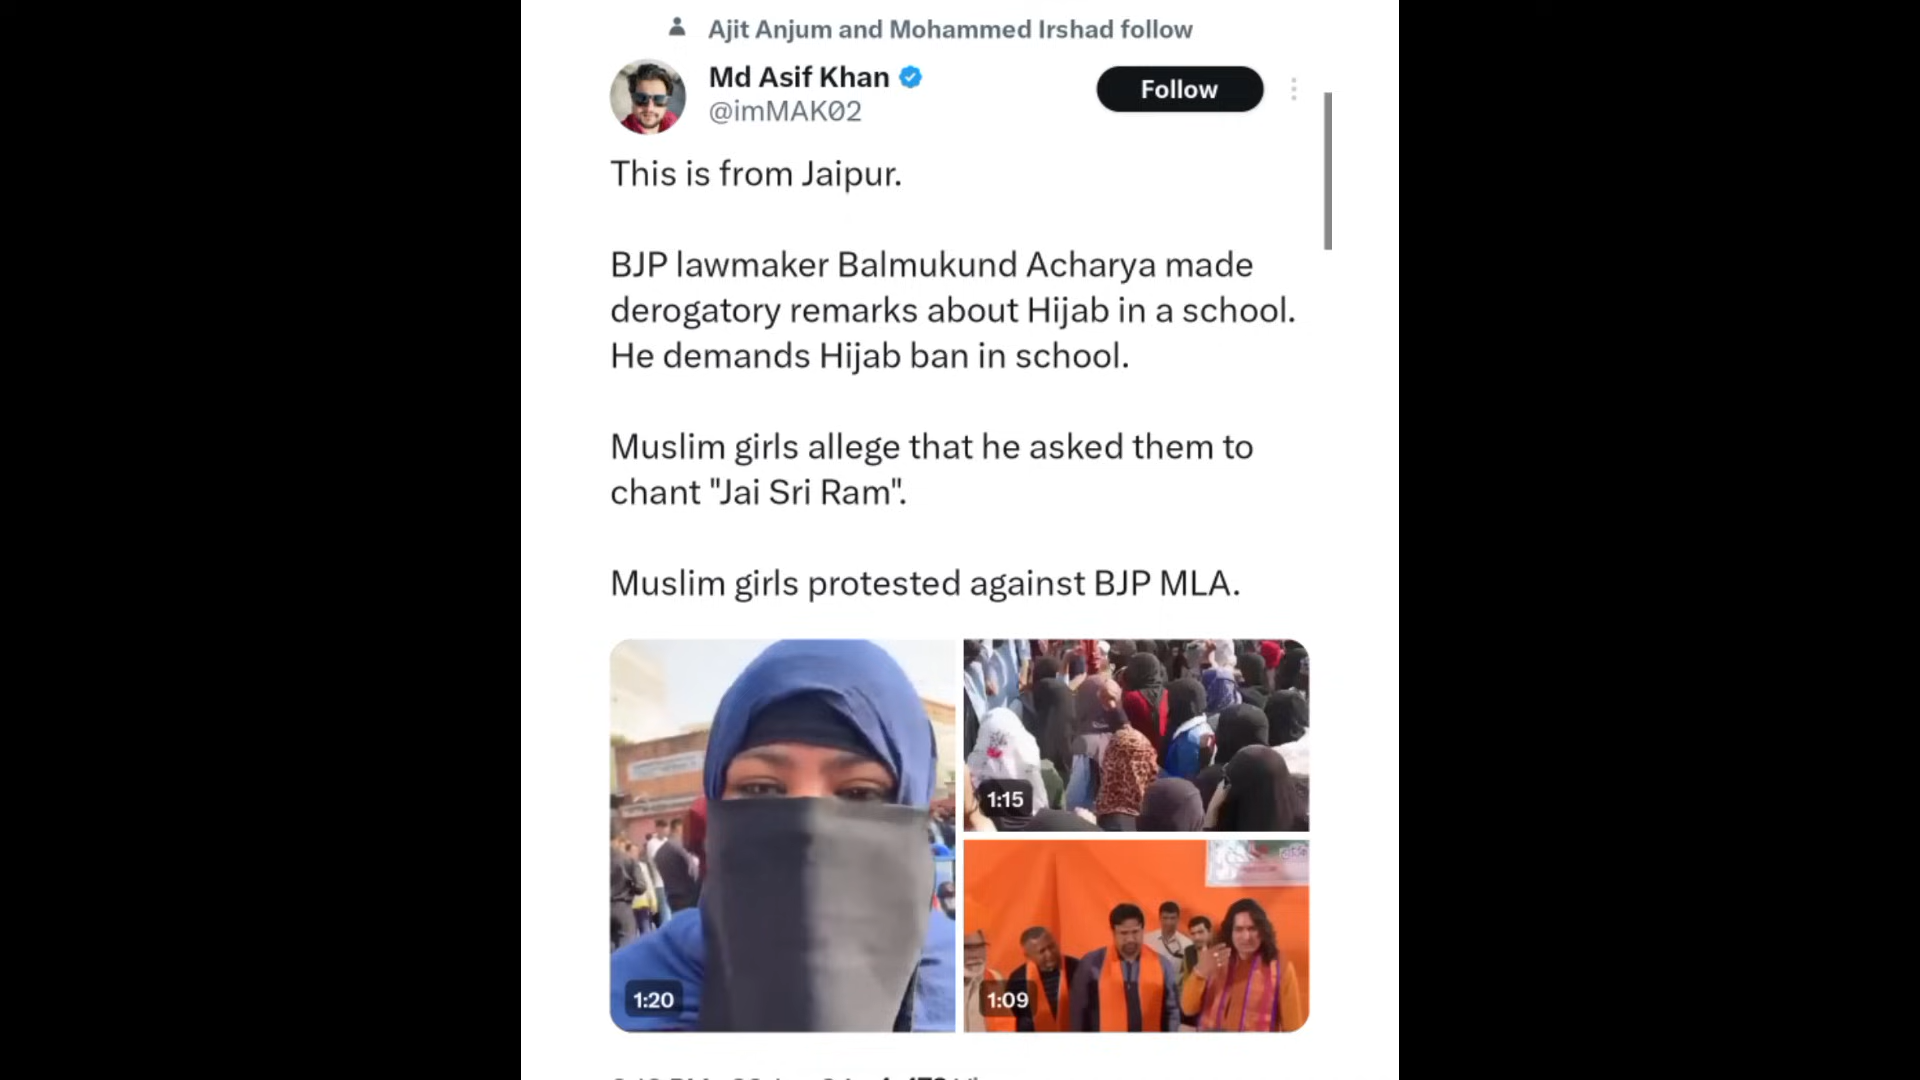 Ajit Anjum and Mohammed Irshad follow
Md Asif Khan
@imMAK02
Follow
This is from Jaipur.
BJP lawmaker Balmukund Acharya made
derogatory remarks about Hijab in a school.
He demands Hijab ban in school.
Muslim girls allege that he asked them to
chant "Jai Sri Ram".
Muslim girls protested against BJP MLA.
1:20
1:15
1:09